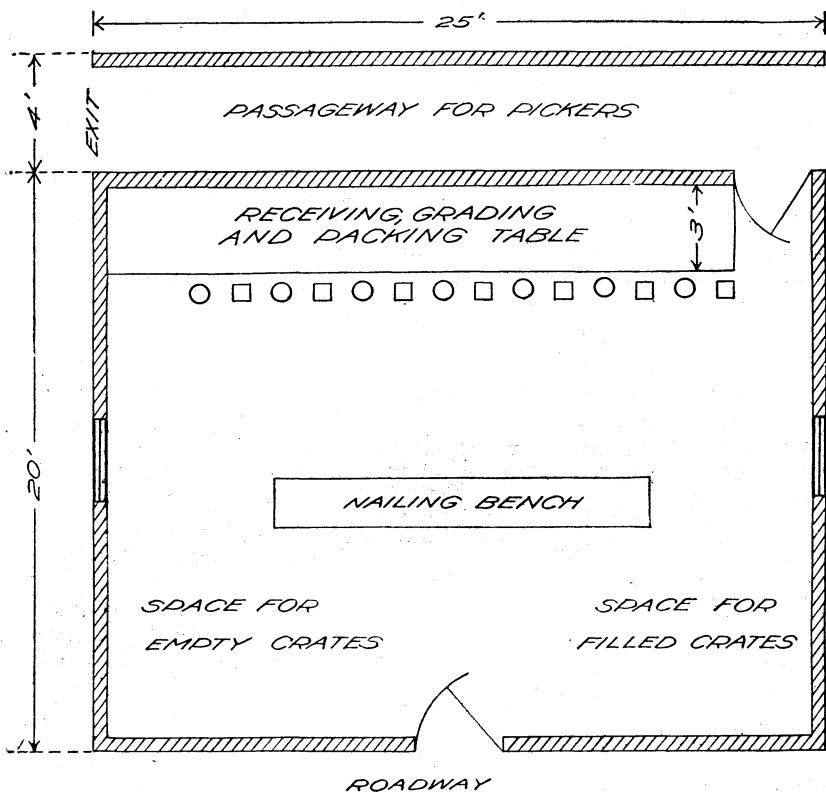 25'
4'
EXIT
PASSAGEWAY FOR PICKERS
RECEIVING, GRADING
AND PACKING TABLE
3'
20'
NAILING BENCH
SPACE FOR
EMPTY CRATES
SPACE FOR
FILLED CRATES
ROADWAY